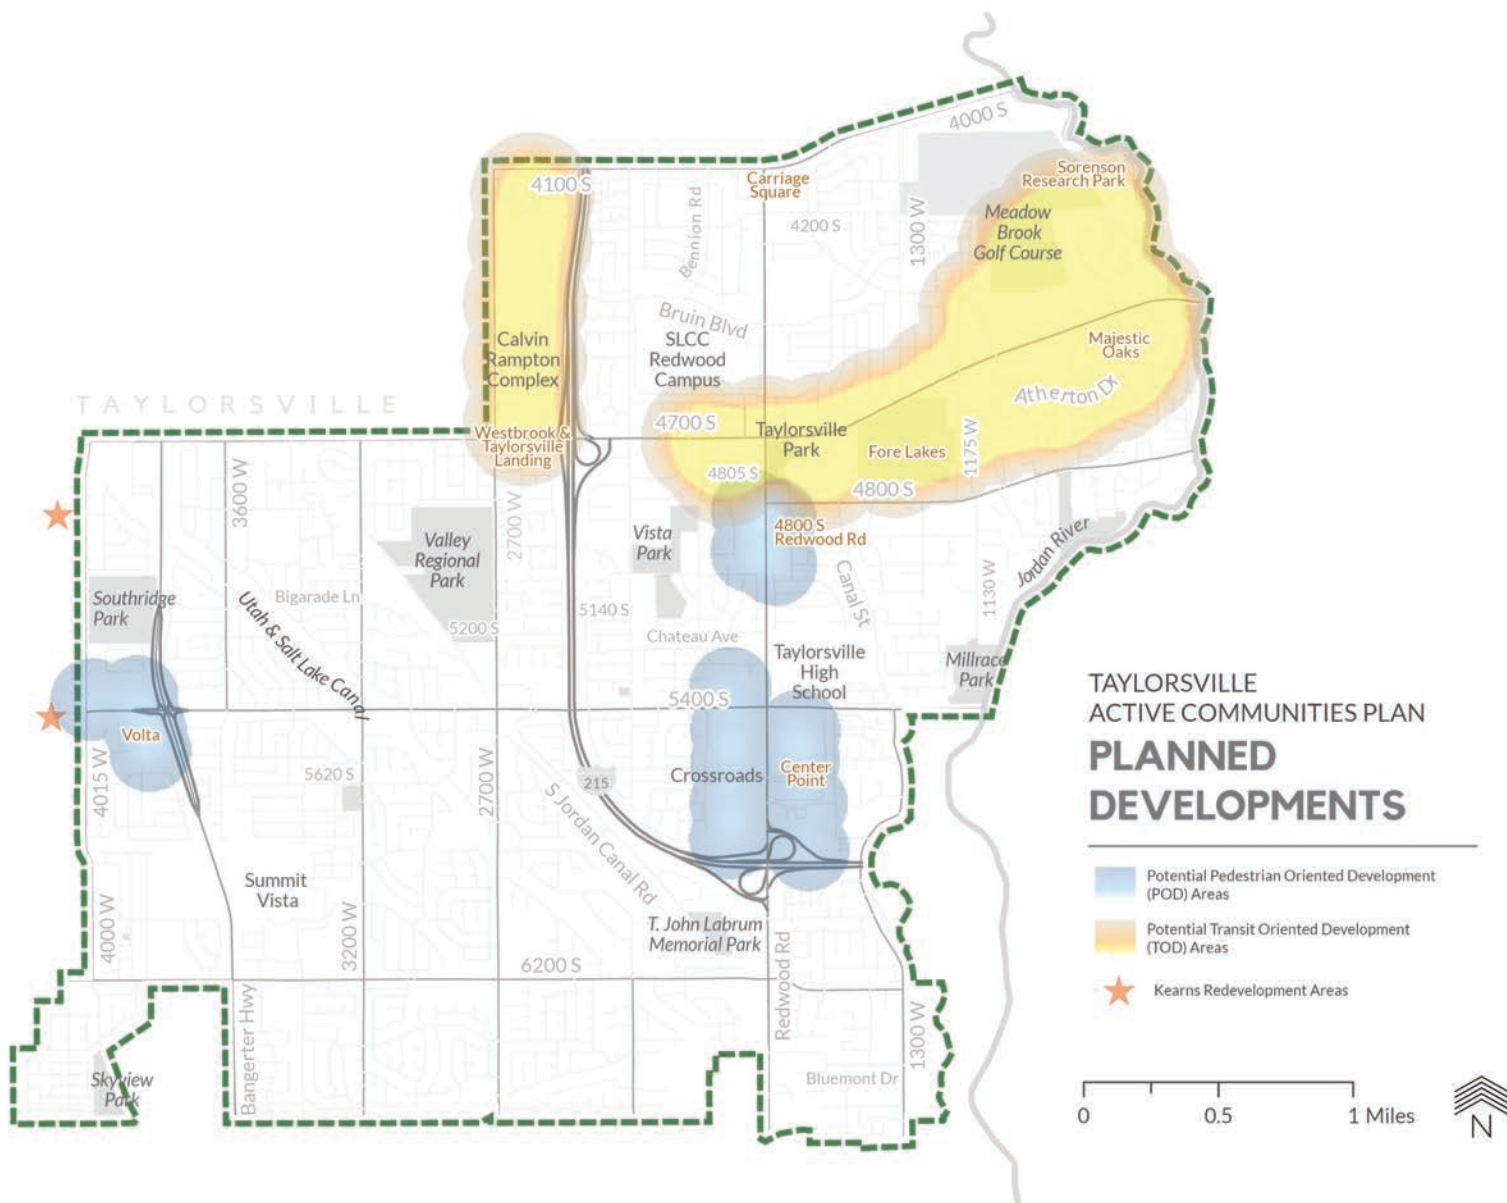 4000 S
Sorenson
Research Park
4100 S
Carriage
Square
Bennion Rd
4200 S
1300 W
Meadow
Brook
Golf Course
Bruin Blvd
Calvin
Rampton
Complex
SLCC
Redwood
Campus
Majestic
Oaks
Atherton Dr
TAYLORSVILLE
4700 S
Westbrook &
Taylorsville
Landing
Taylorsville
Park
Fore Lakes
1175 W
4805 S
4800 S
3600 W
2700 W
Valley
Regional
Park
Vista
Park
4800 S
Redwood Rd
Canal St
Jordan River
1130 W
Southridge
Park
Bigarade Ln
Utah & Salt Lake Canal
5200 S
5140 S
Chateau Ave
Taylorsville
High
School
Millrace
Park
5400 S
Volta
4015 W
5620 S
2700 W
215
S Jordan Canal Rd
Crossroads
Center
Point
Summit
Vista
4000 W
3200 W
T. John Labrum
Memorial Park
6200 S
Redwood Rd
Bangerter Hwy
1300 W
Skyview
Park
Bluemont Dr
TAYLORSVILLE
ACTIVE COMMUNITIES PLAN
PLANNED
DEVELOPMENTS
Potential Pedestrian Oriented Development
(POD) Areas
Potential Transit Oriented Development
(TOD) Areas
Kearns Redevelopment Areas
0 0.5 1 Miles
N